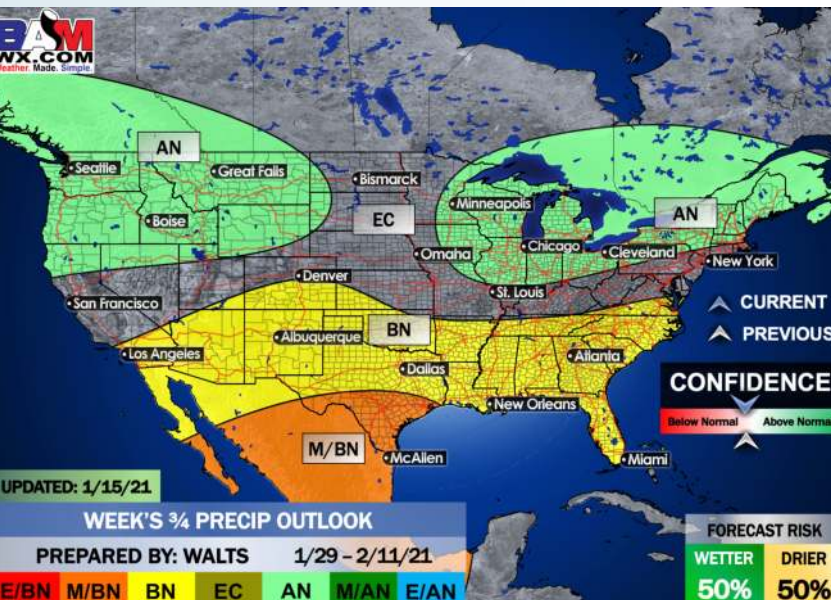 BAM
WX.COM
Weather. Made. Simple.
AN
Seattle
Great Falls
Bismarck
Minneapolis
Boise
EC
AN
Omaha
Chicago
Cleveland
New York
Denver
St. Louis
San Francisco
CURRENT
BN
PREVIOUS
Albuquerque
Los Angeles
Atlanta
Dallas
CONFIDENCE
New Orleans
Below Normal
Above Norma
M/BN
McAllen
Miami
UPDATED: 1/15/21
WEEK'S ¾ PRECIP OUTLOOK
PREPARED BY: WALTS 1/29 – 2/11/21
E/BN M/BN BN EC AN M/AN E/AN
FORECAST RISK
WETTER DRIER
50% 50%